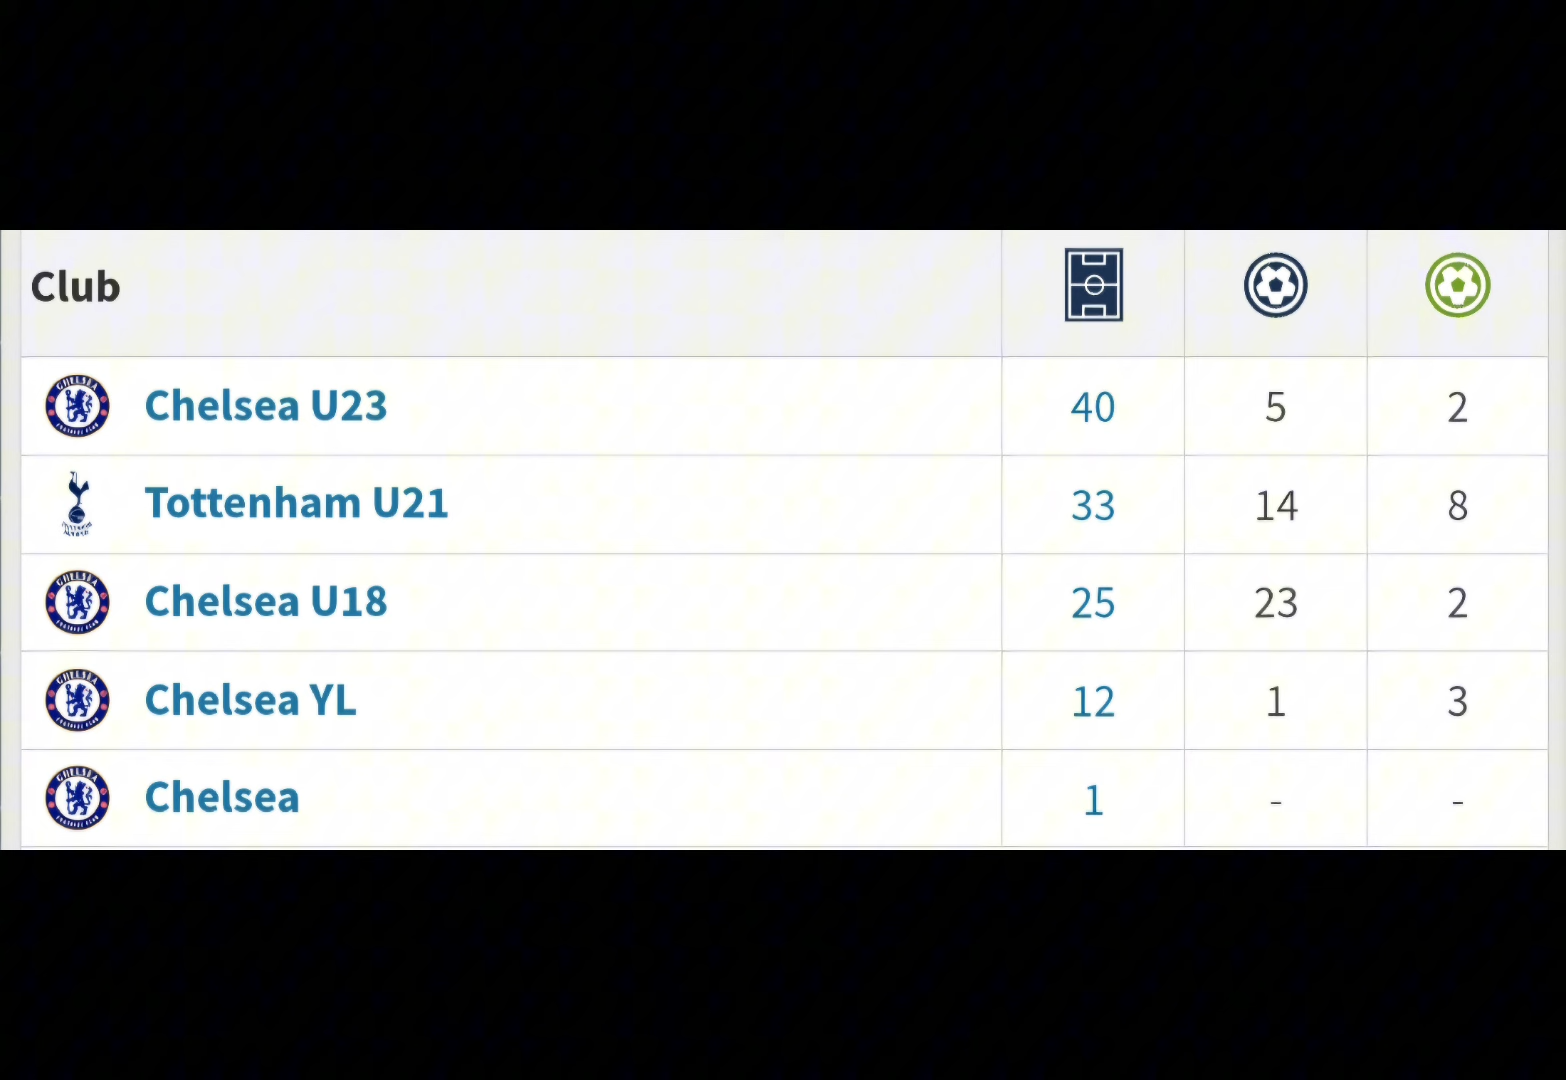 Club
Chelsea U23 40 5 2
Tottenham U21 33 14 8
Chelsea U18 25 23 2
Chelsea YL 12 1 3
Chelsea 1 - -